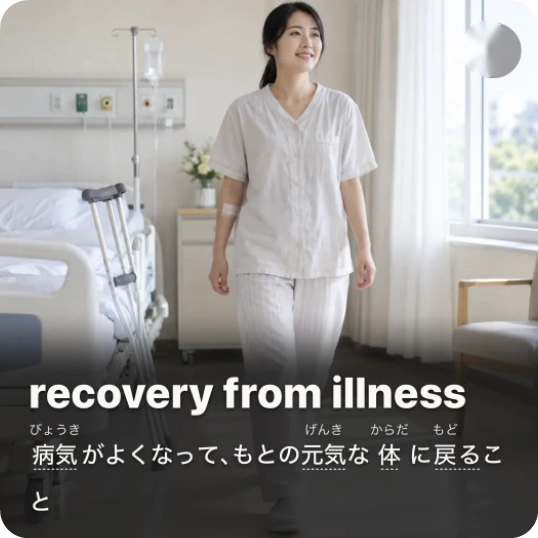 recovery from illness
びょうき げんき からだ もど
病気がよくなって、もとの元気な 体 に戻るこ
と